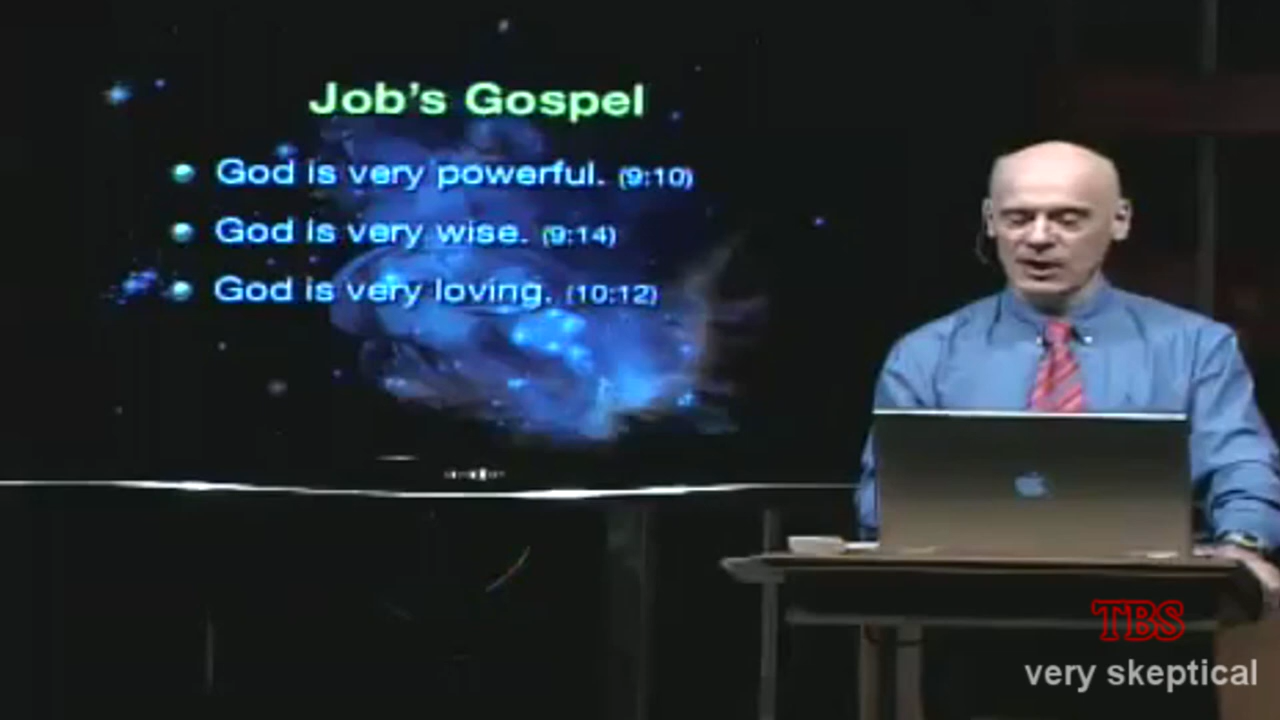 Job's Gospel
God is very powerful. (9:10)
God is very wise. (9:14)
God is very loving. (10:12)
TBS
very skeptical